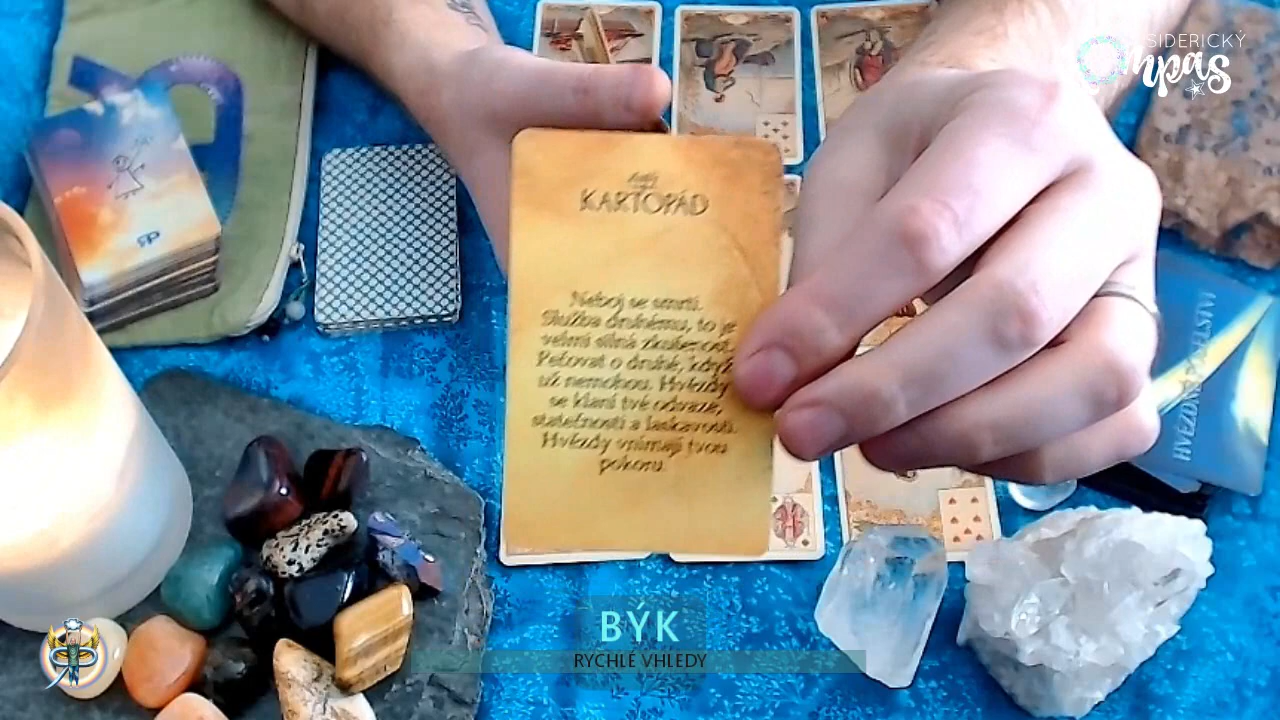 SIDERICKÝ
KARTOPÁD
Neboj se smrti.
Služba druhému, to je
velmi silná zkušenost.
Pečovat o druhé, když
už nemohou. Hvězdy
se klaní tvé odvaze,
statečnosti a laskavosti.
Hvězdy vnímají tvou
pokoru.
BÝK
RYCHLÉ VHLEDY